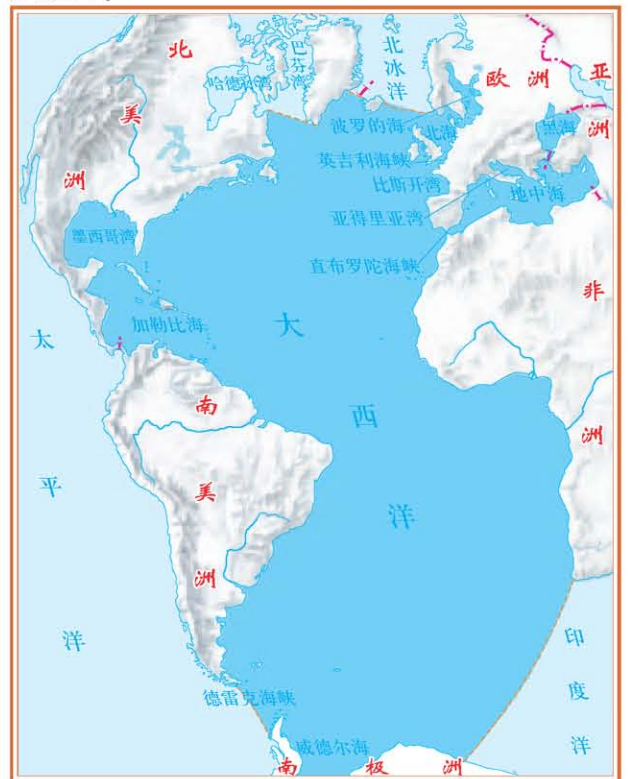 北美洲
哈德孙湾
巴芬湾
北冰洋
欧洲
亚洲
波罗的海
北海
黑海
英吉利海峡
比斯开湾
地中海
亚得里亚湾
墨西哥湾
直布罗陀海峡
非洲
加勒比海
大西洋
太平洋
南美洲
印度洋
德雷克海峡
威德尔海
南极洲